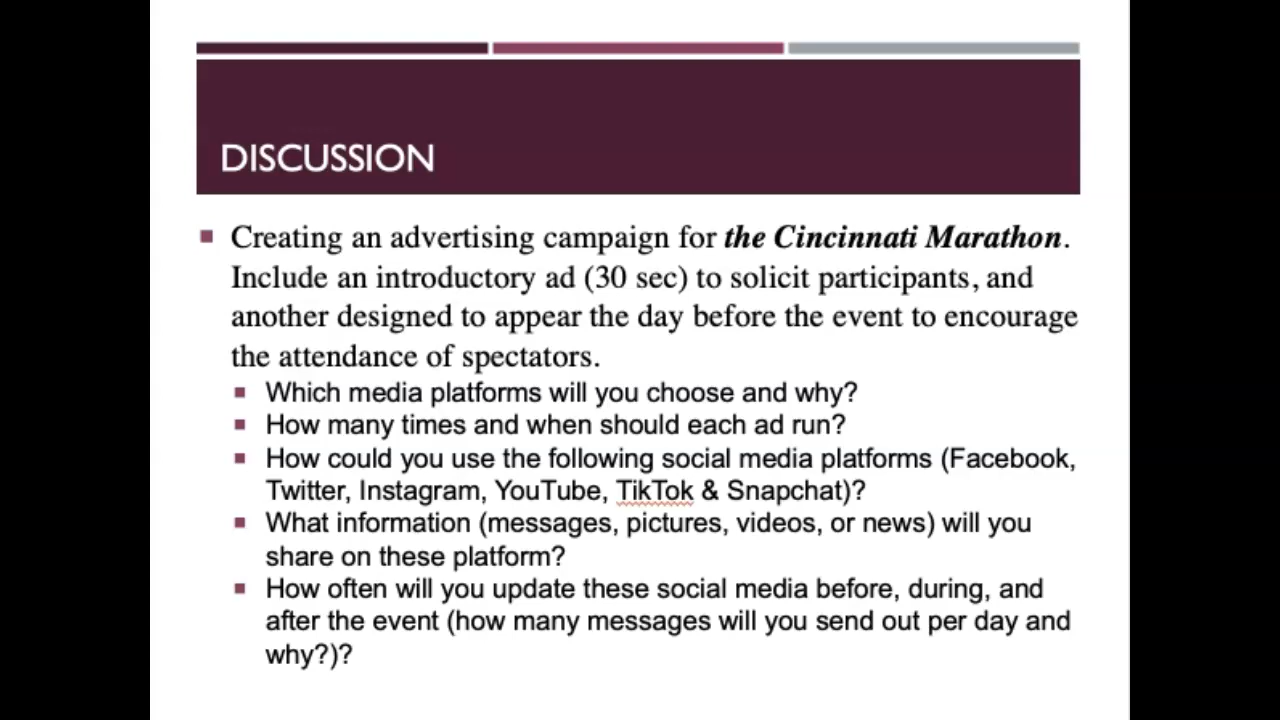 DISCUSSION
Creating an advertising campaign for the Cincinnati Marathon.
Include an introductory ad (30 sec) to solicit participants, and
another designed to appear the day before the event to encourage
the attendance of spectators.
Which media platforms will you choose and why?
How many times and when should each ad run?
How could you use the following social media platforms (Facebook,
Twitter, Instagram, YouTube, TikTok & Snapchat)?
What information (messages, pictures, videos, or news) will you
share on these platform?
How often will you update these social media before, during, and
after the event (how many messages will you send out per day and
why?)?